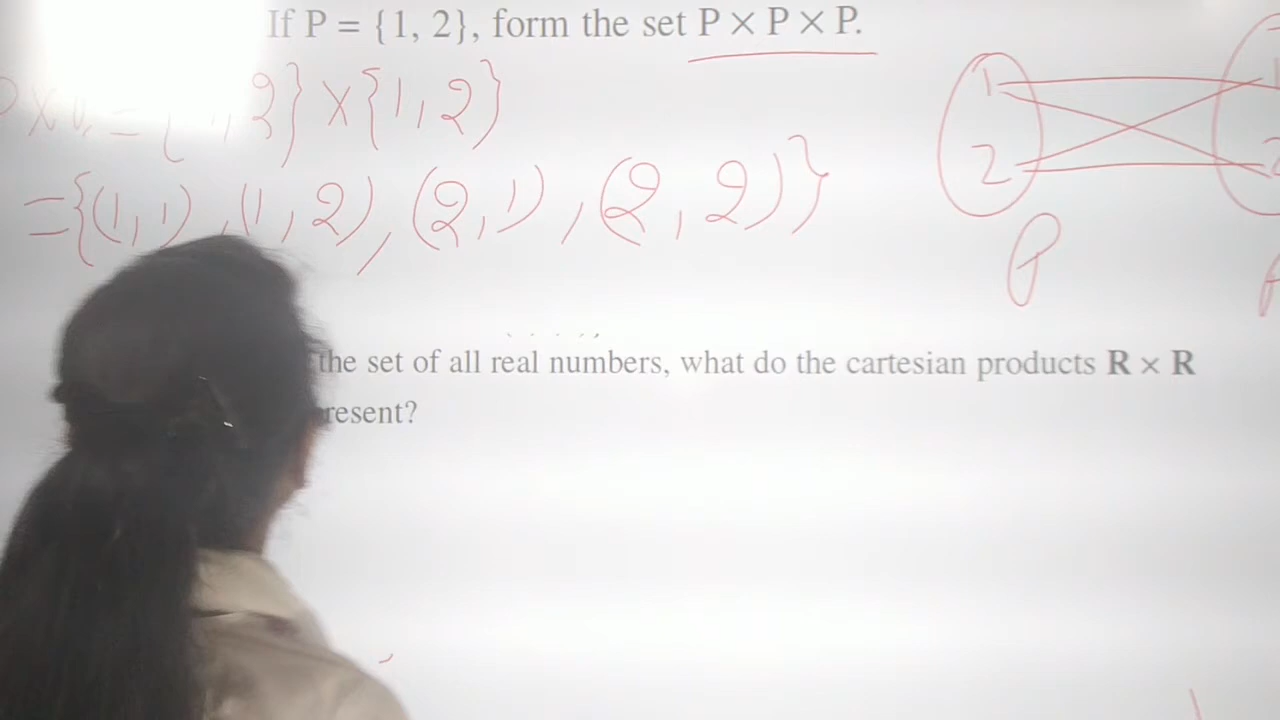 If P = {1, 2}, form the set P × P × P.
P × = { , 2} × {1, 2}
= {(1, 1), (1, 2), (2, 1), (2, 2)}
1
2
P
the set of all real numbers, what do the cartesian products R × R
resent?